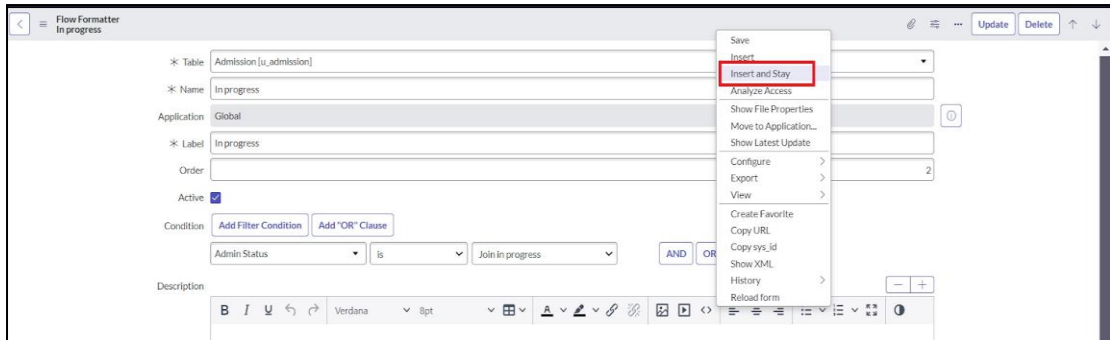 Flow Formatter
In progress
Update Delete
Table Admission [u_admission]
Name In progress
Application Global
Label In progress
Order 2
Active
Condition Add Filter Condition Add "OR" Clause
Admin Status is Join in progress AND OR
Description
B I U Verdana 8pt A
Save
Insert
Insert and Stay
Analyze Access
Show File Properties
Move to Application...
Show Latest Update
Configure
Export
View
Create Favorite
Copy URL
Copy sys_id
Show XML
History
Reload form